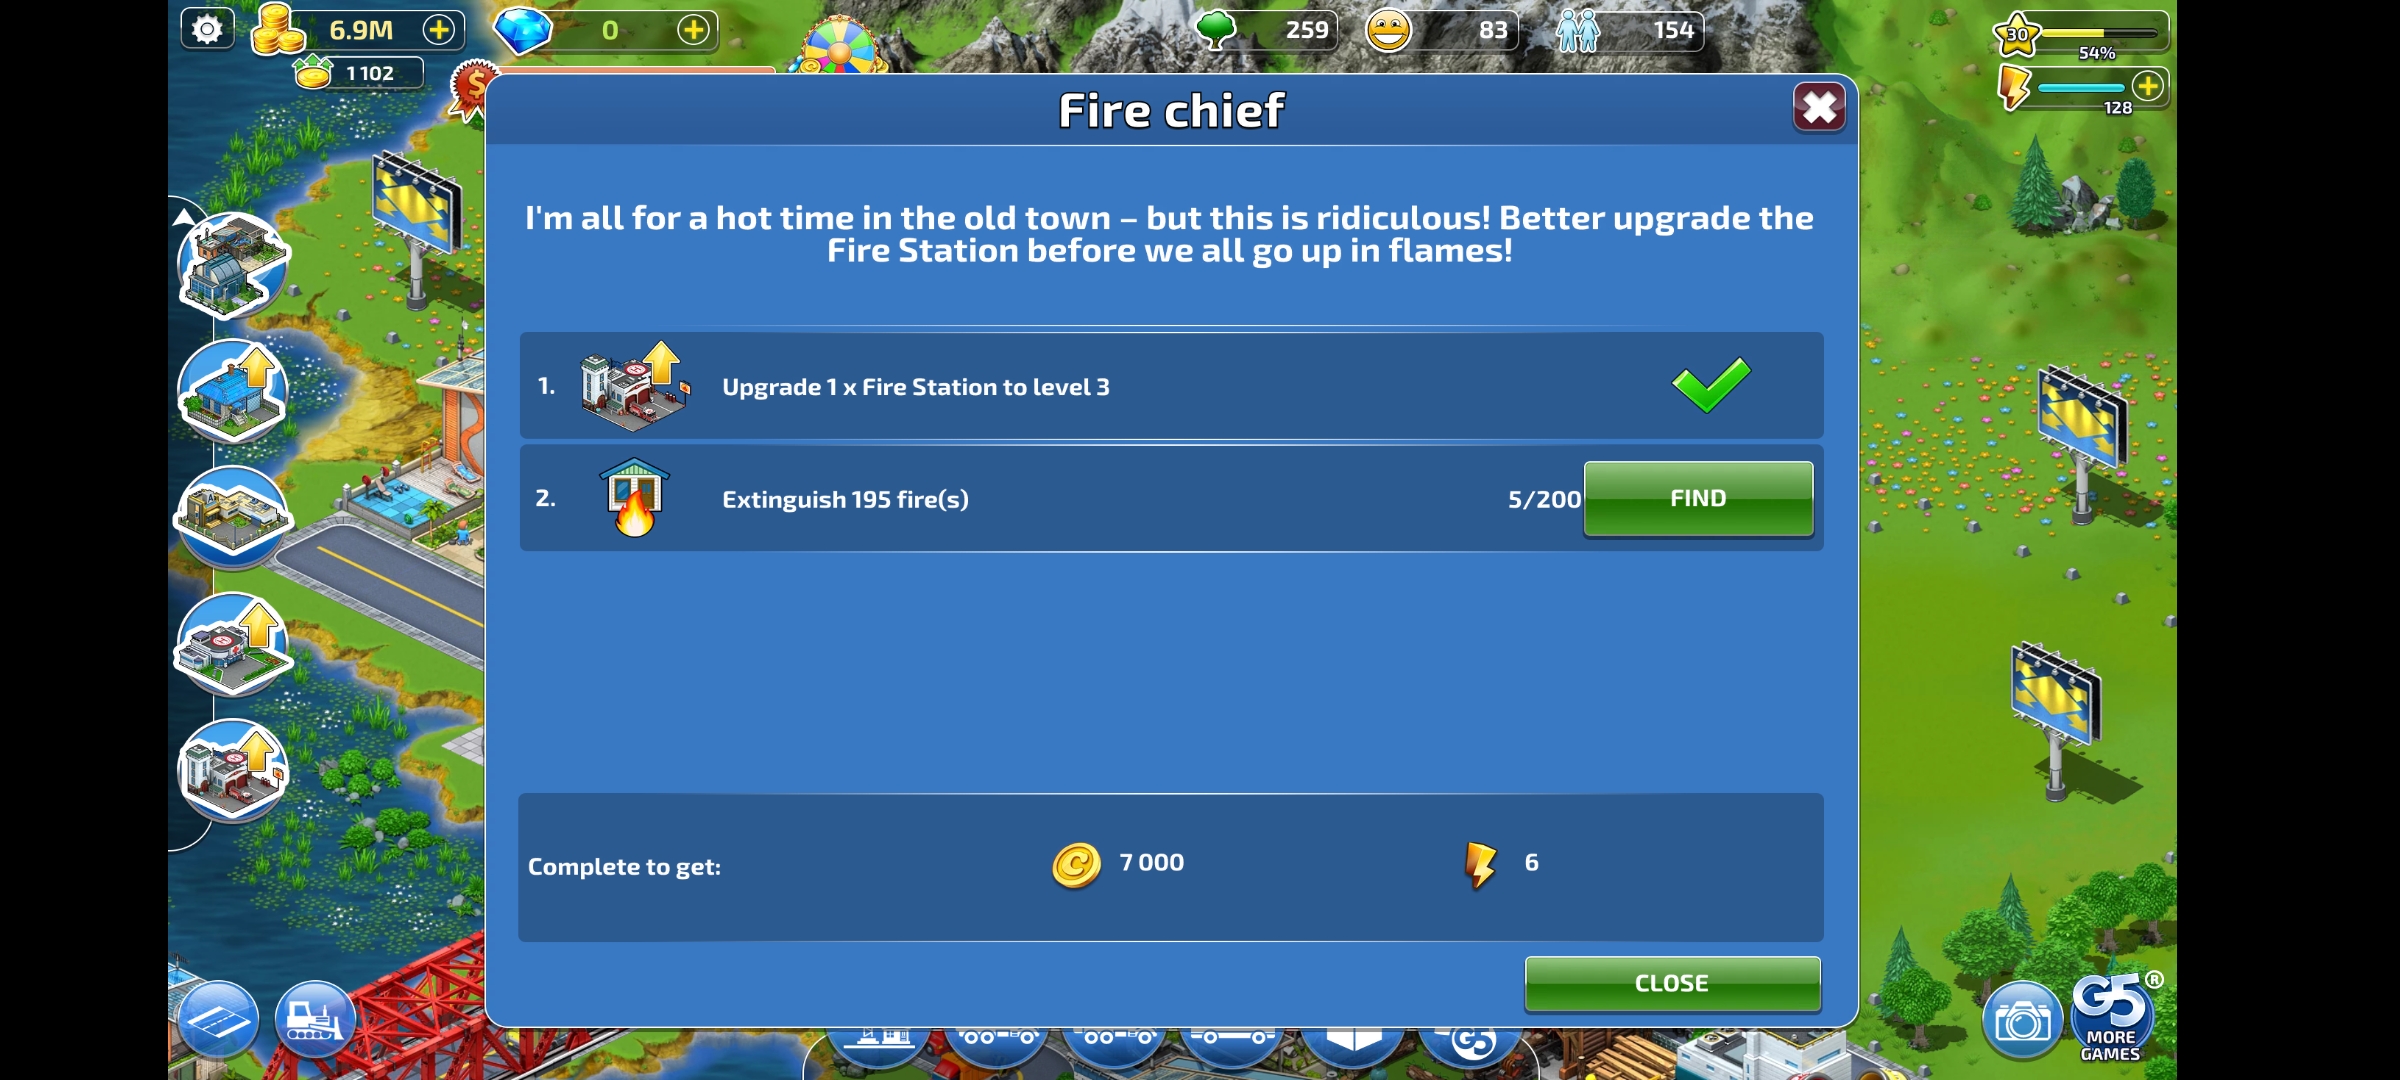 6.9M
0
259
83
154
30
54%
1 102
128
Fire chief
I'm all for a hot time in the old town – but this is ridiculous! Better upgrade the
Fire Station before we all go up in flames!
1.
Upgrade 1 x Fire Station to level 3
2.
Extinguish 195 fire(s)
5/200
FIND
Complete to get:
7 000
6
CLOSE
G5
G5®
MORE
GAMES